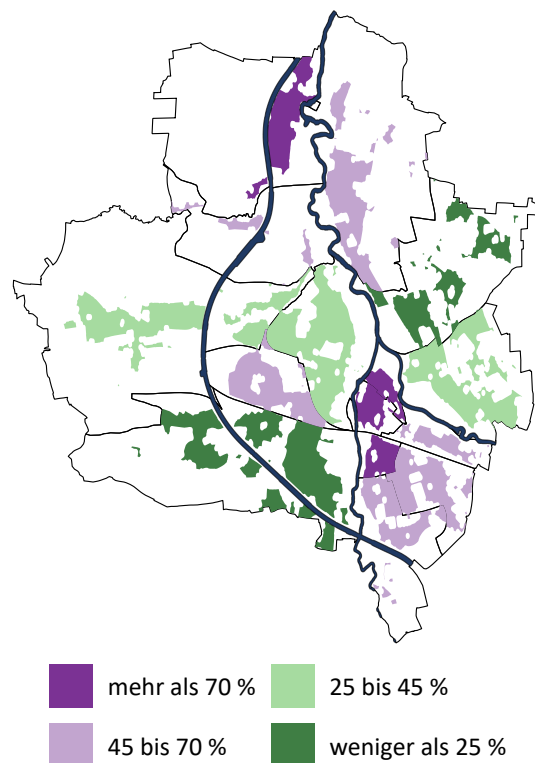 mehr als 70 %
25 bis 45 %
45 bis 70 %
weniger als 25 %